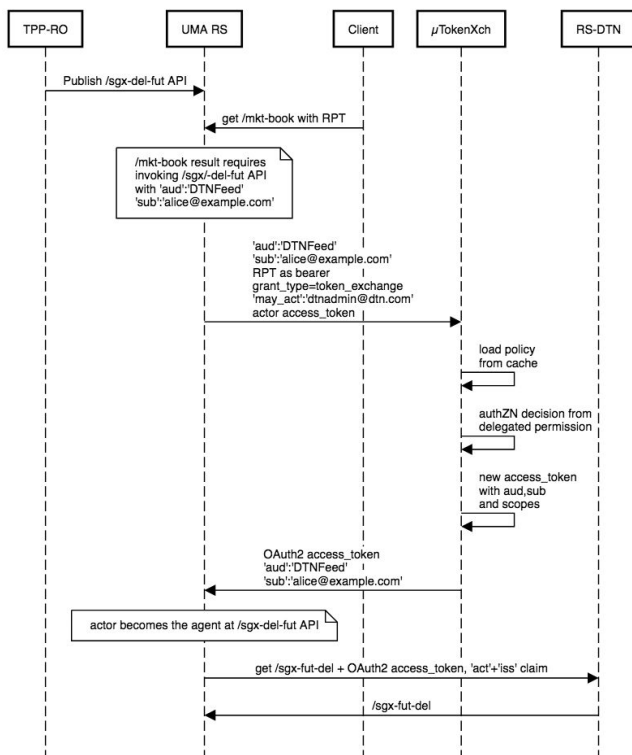 TPP-RO
UMA RS
Client
µTokenXch
RS-DTN
Publish /sgx-del-fut API
get /mkt-book with RPT
/mkt-book result requires
invoking /sgx/-del-fut API
with 'aud':'DTNFeed'
'sub':'alice@example.com'
'aud':'DTNFeed'
'sub':'alice@example.com'
RPT as bearer
grant_type=token_exchange
'may_act':'dtnadmin@dtn.com'
actor access_token
load policy
from cache
authZN decision from
delegated permission
new access_token
with aud,sub
and scopes
OAuth2 access_token
'aud':'DTNFeed'
'sub':'alice@example.com'
actor becomes the agent at /sgx-del-fut API
get /sgx-fut-del + OAuth2 access_token, 'act'+'iss' claim
/sgx-fut-del